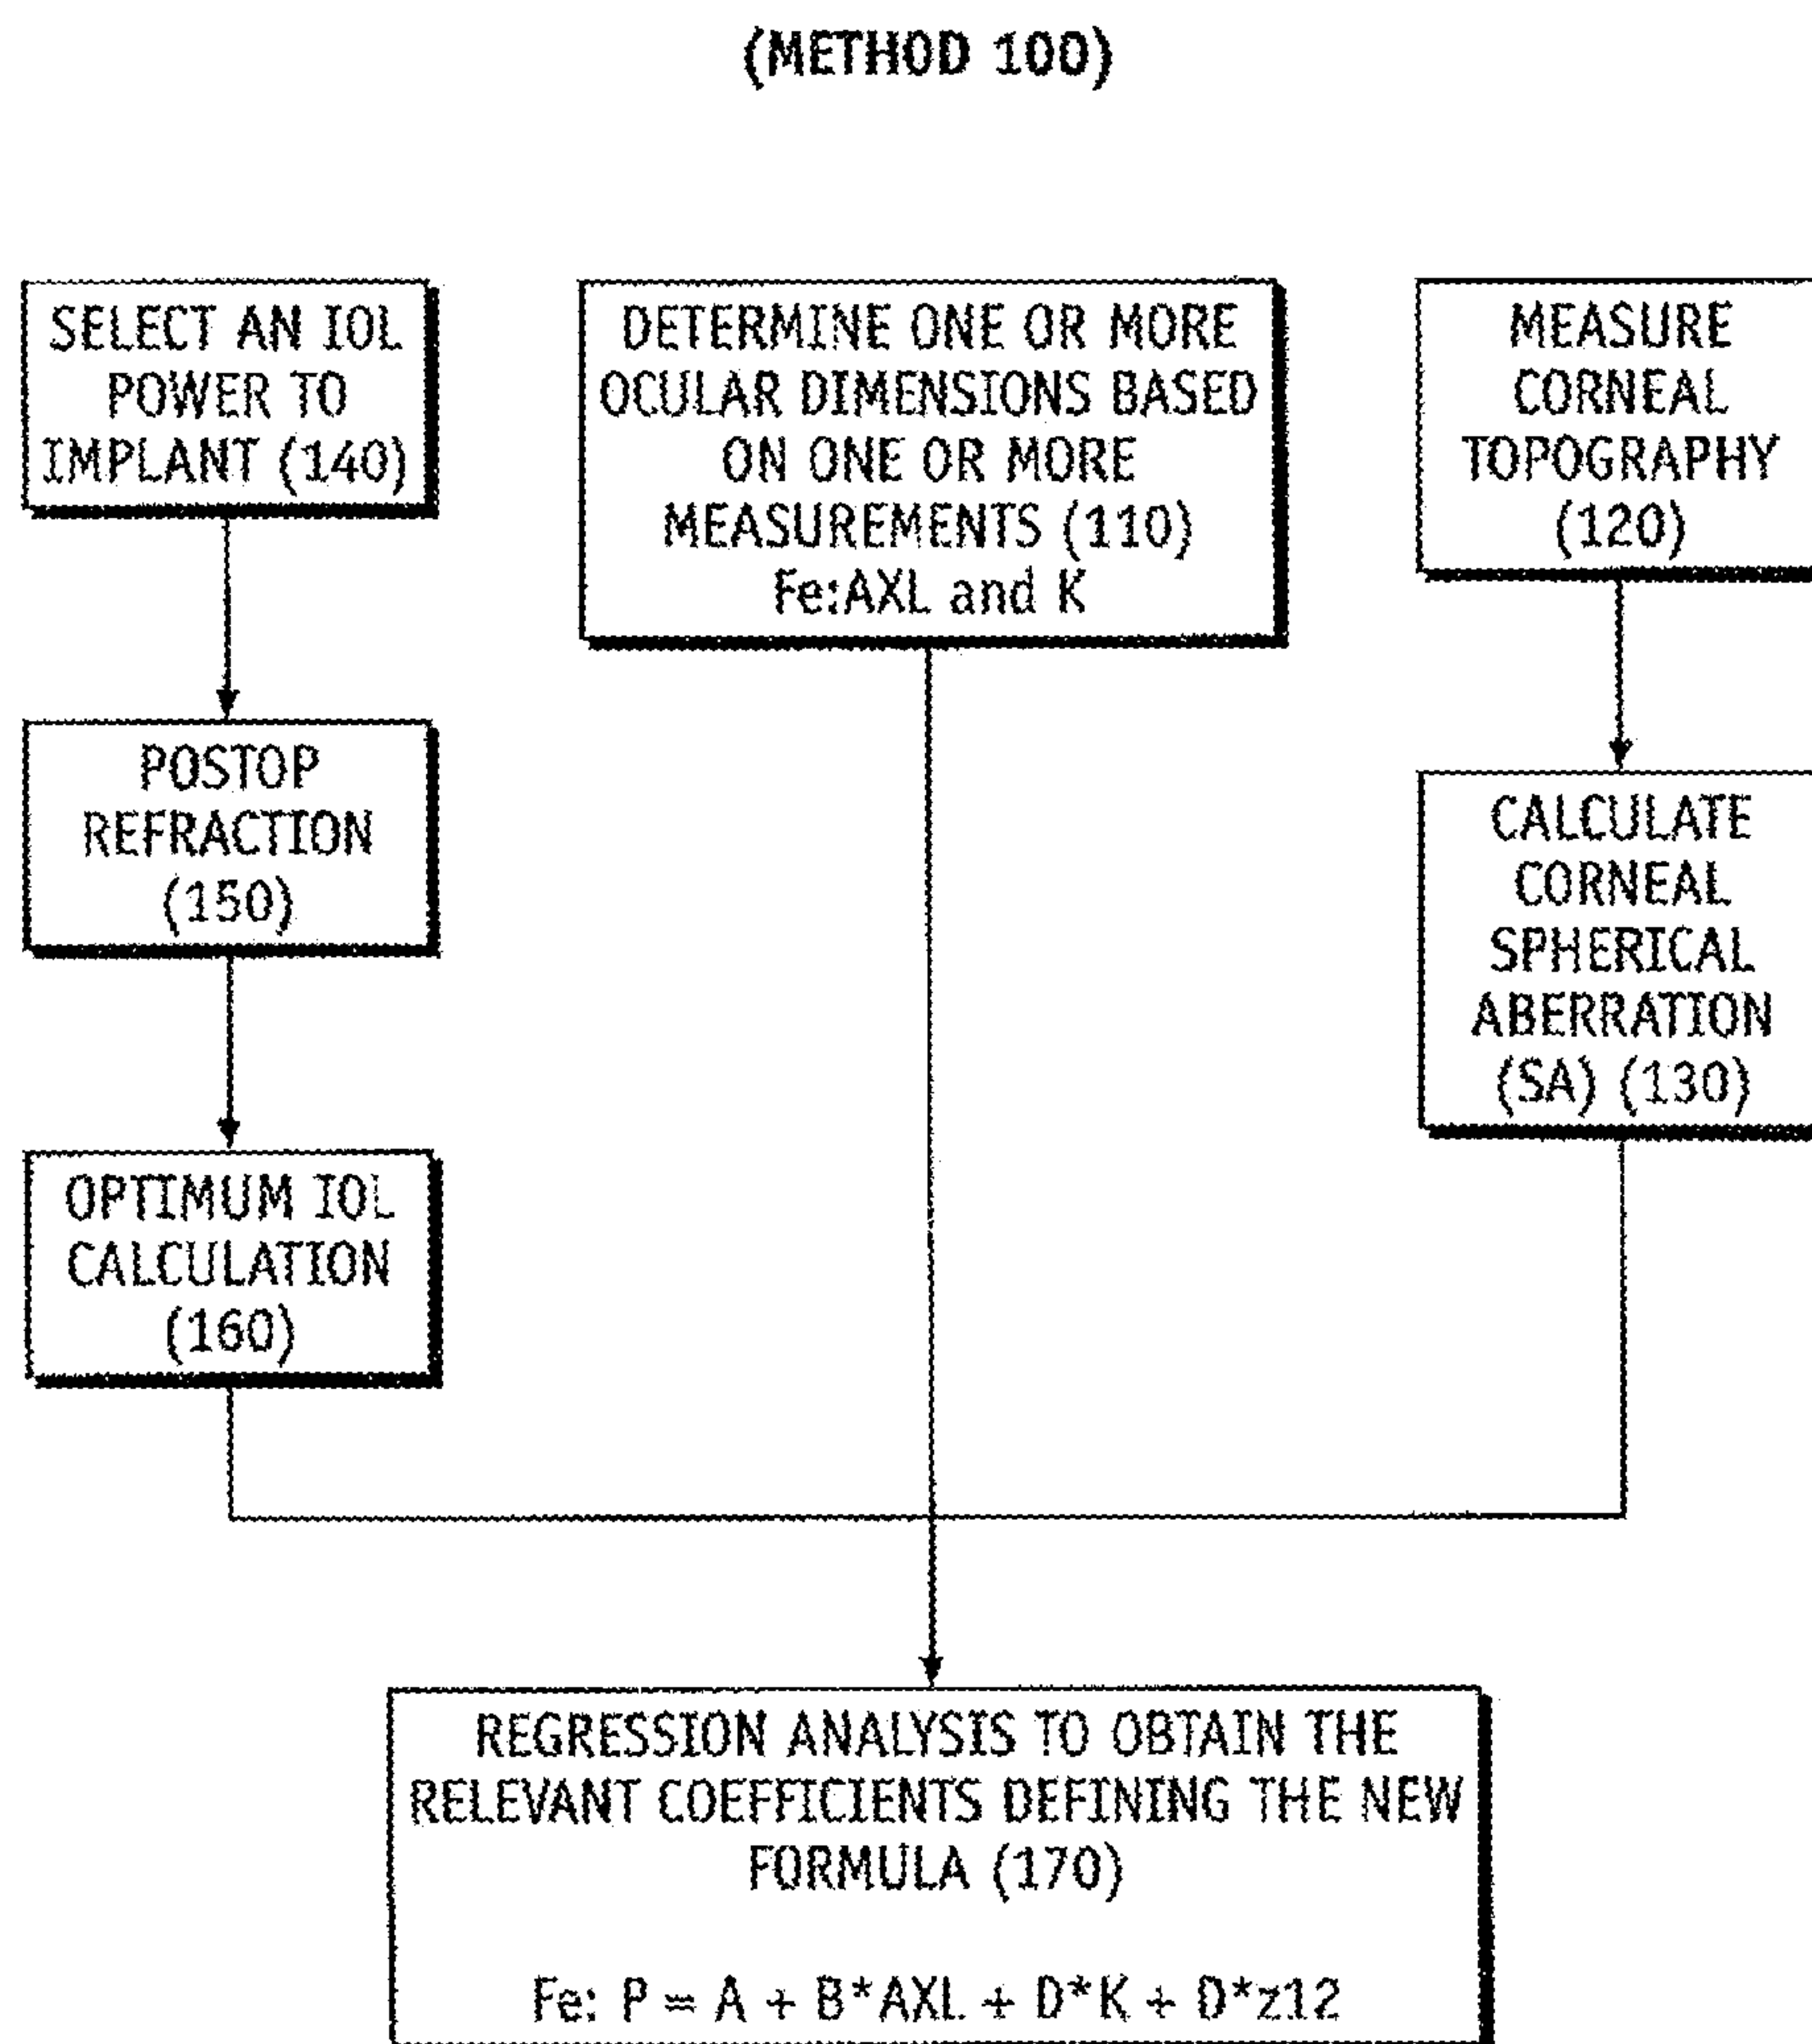 (METHOD 100)
SELECT AN IOL
POWER TO
IMPLANT (140)
DETERMINE ONE OR MORE
OCULAR DIMENSIONS BASED
ON ONE OR MORE
MEASUREMENTS (110)
Fe:AXL and K
MEASURE
CORNEAL
TOPOGRAPHY
(120)
POSTOP
REFRACTION
(150)
CALCULATE
CORNEAL
SPHERICAL
ABERRATION
(SA) (130)
OPTIMUM IOL
CALCULATION
(160)
REGRESSION ANALYSIS TO OBTAIN THE
RELEVANT COEFFICIENTS DEFINING THE NEW
FORMULA (170)
Fe: P = A + B*AXL + D*K + D*z12